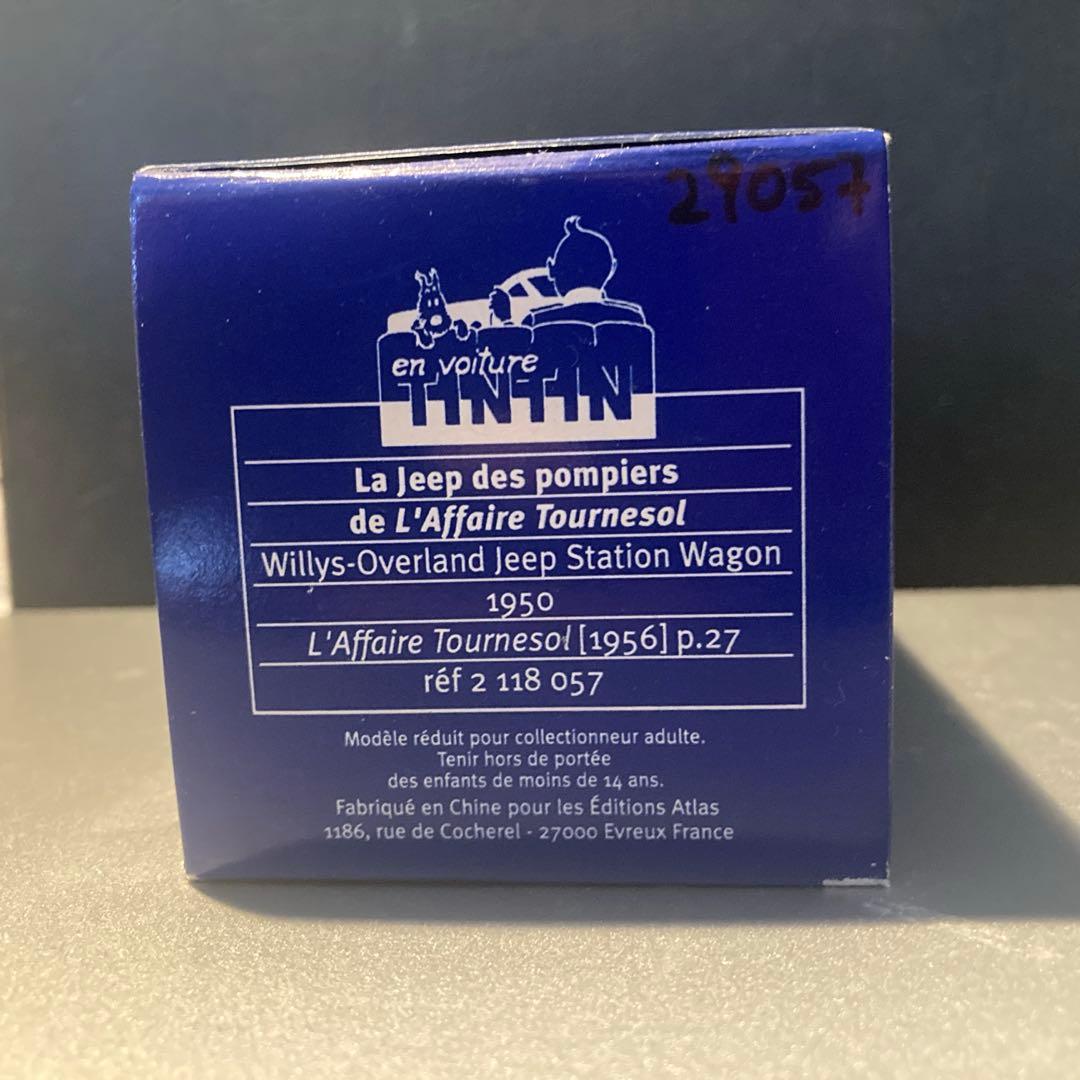 29057
en voiture
TINTIN
La Jeep des pompiers
de L'Affaire Tournesol
Willys-Overland Jeep Station Wagon
1950
L'Affaire Tournesol [1956] p.27
réf 2 118 057
Modèle réduit pour collectionneur adulte.
Tenir hors de portée
des enfants de moins de 14 ans.
Fabriqué en Chine pour les Éditions Atlas
1186, rue de Cocherel - 27000 Evreux France